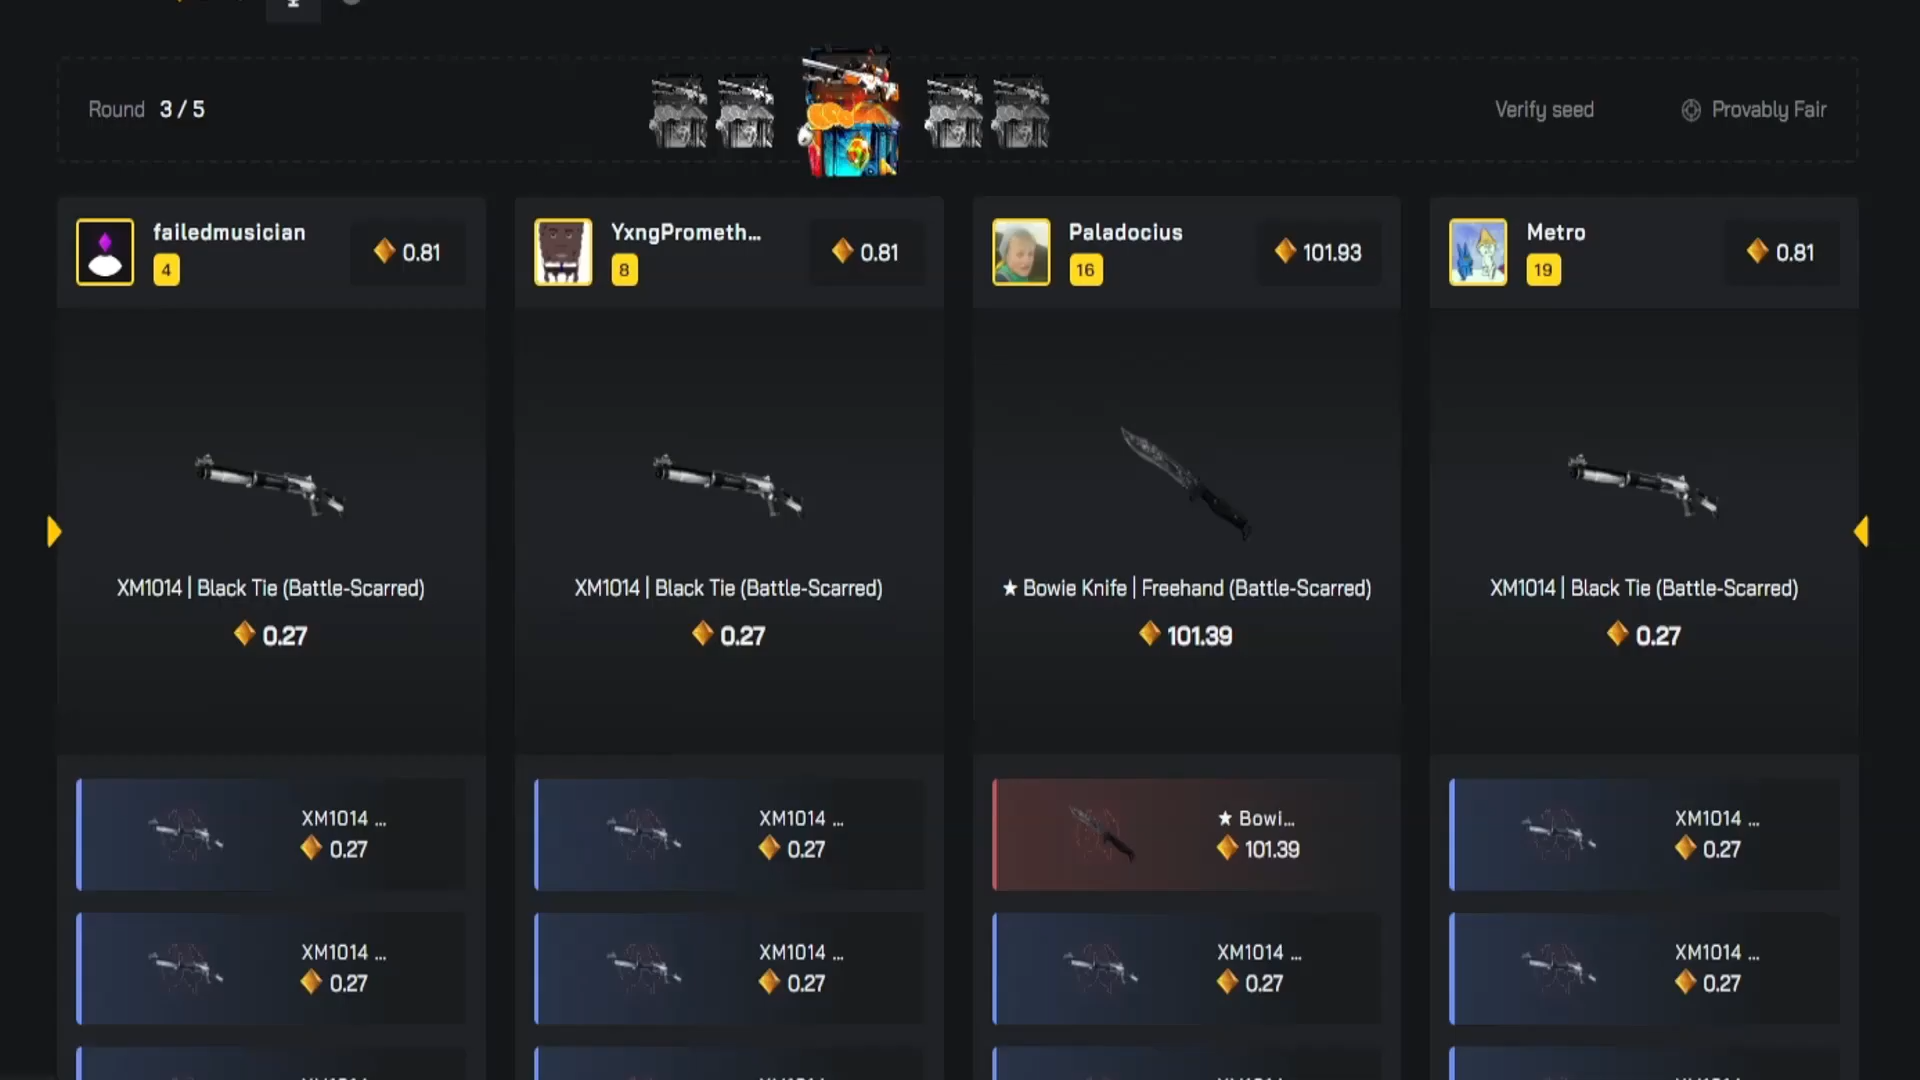 Round 3 / 5
Verify seed
Provably Fair
failedmusician
4
0.81
YxngPrometh...
8
0.81
Paladocius
16
101.93
Metro
19
0.81
XM1014 | Black Tie (Battle-Scarred)
0.27
XM1014 | Black Tie (Battle-Scarred)
0.27
★ Bowie Knife | Freehand (Battle-Scarred)
101.39
XM1014 | Black Tie (Battle-Scarred)
0.27
XM1014 ...
0.27
XM1014 ...
0.27
★ Bowi...
101.39
XM1014 ...
0.27
XM1014 ...
0.27
XM1014 ...
0.27
XM1014 ...
0.27
XM1014 ...
0.27